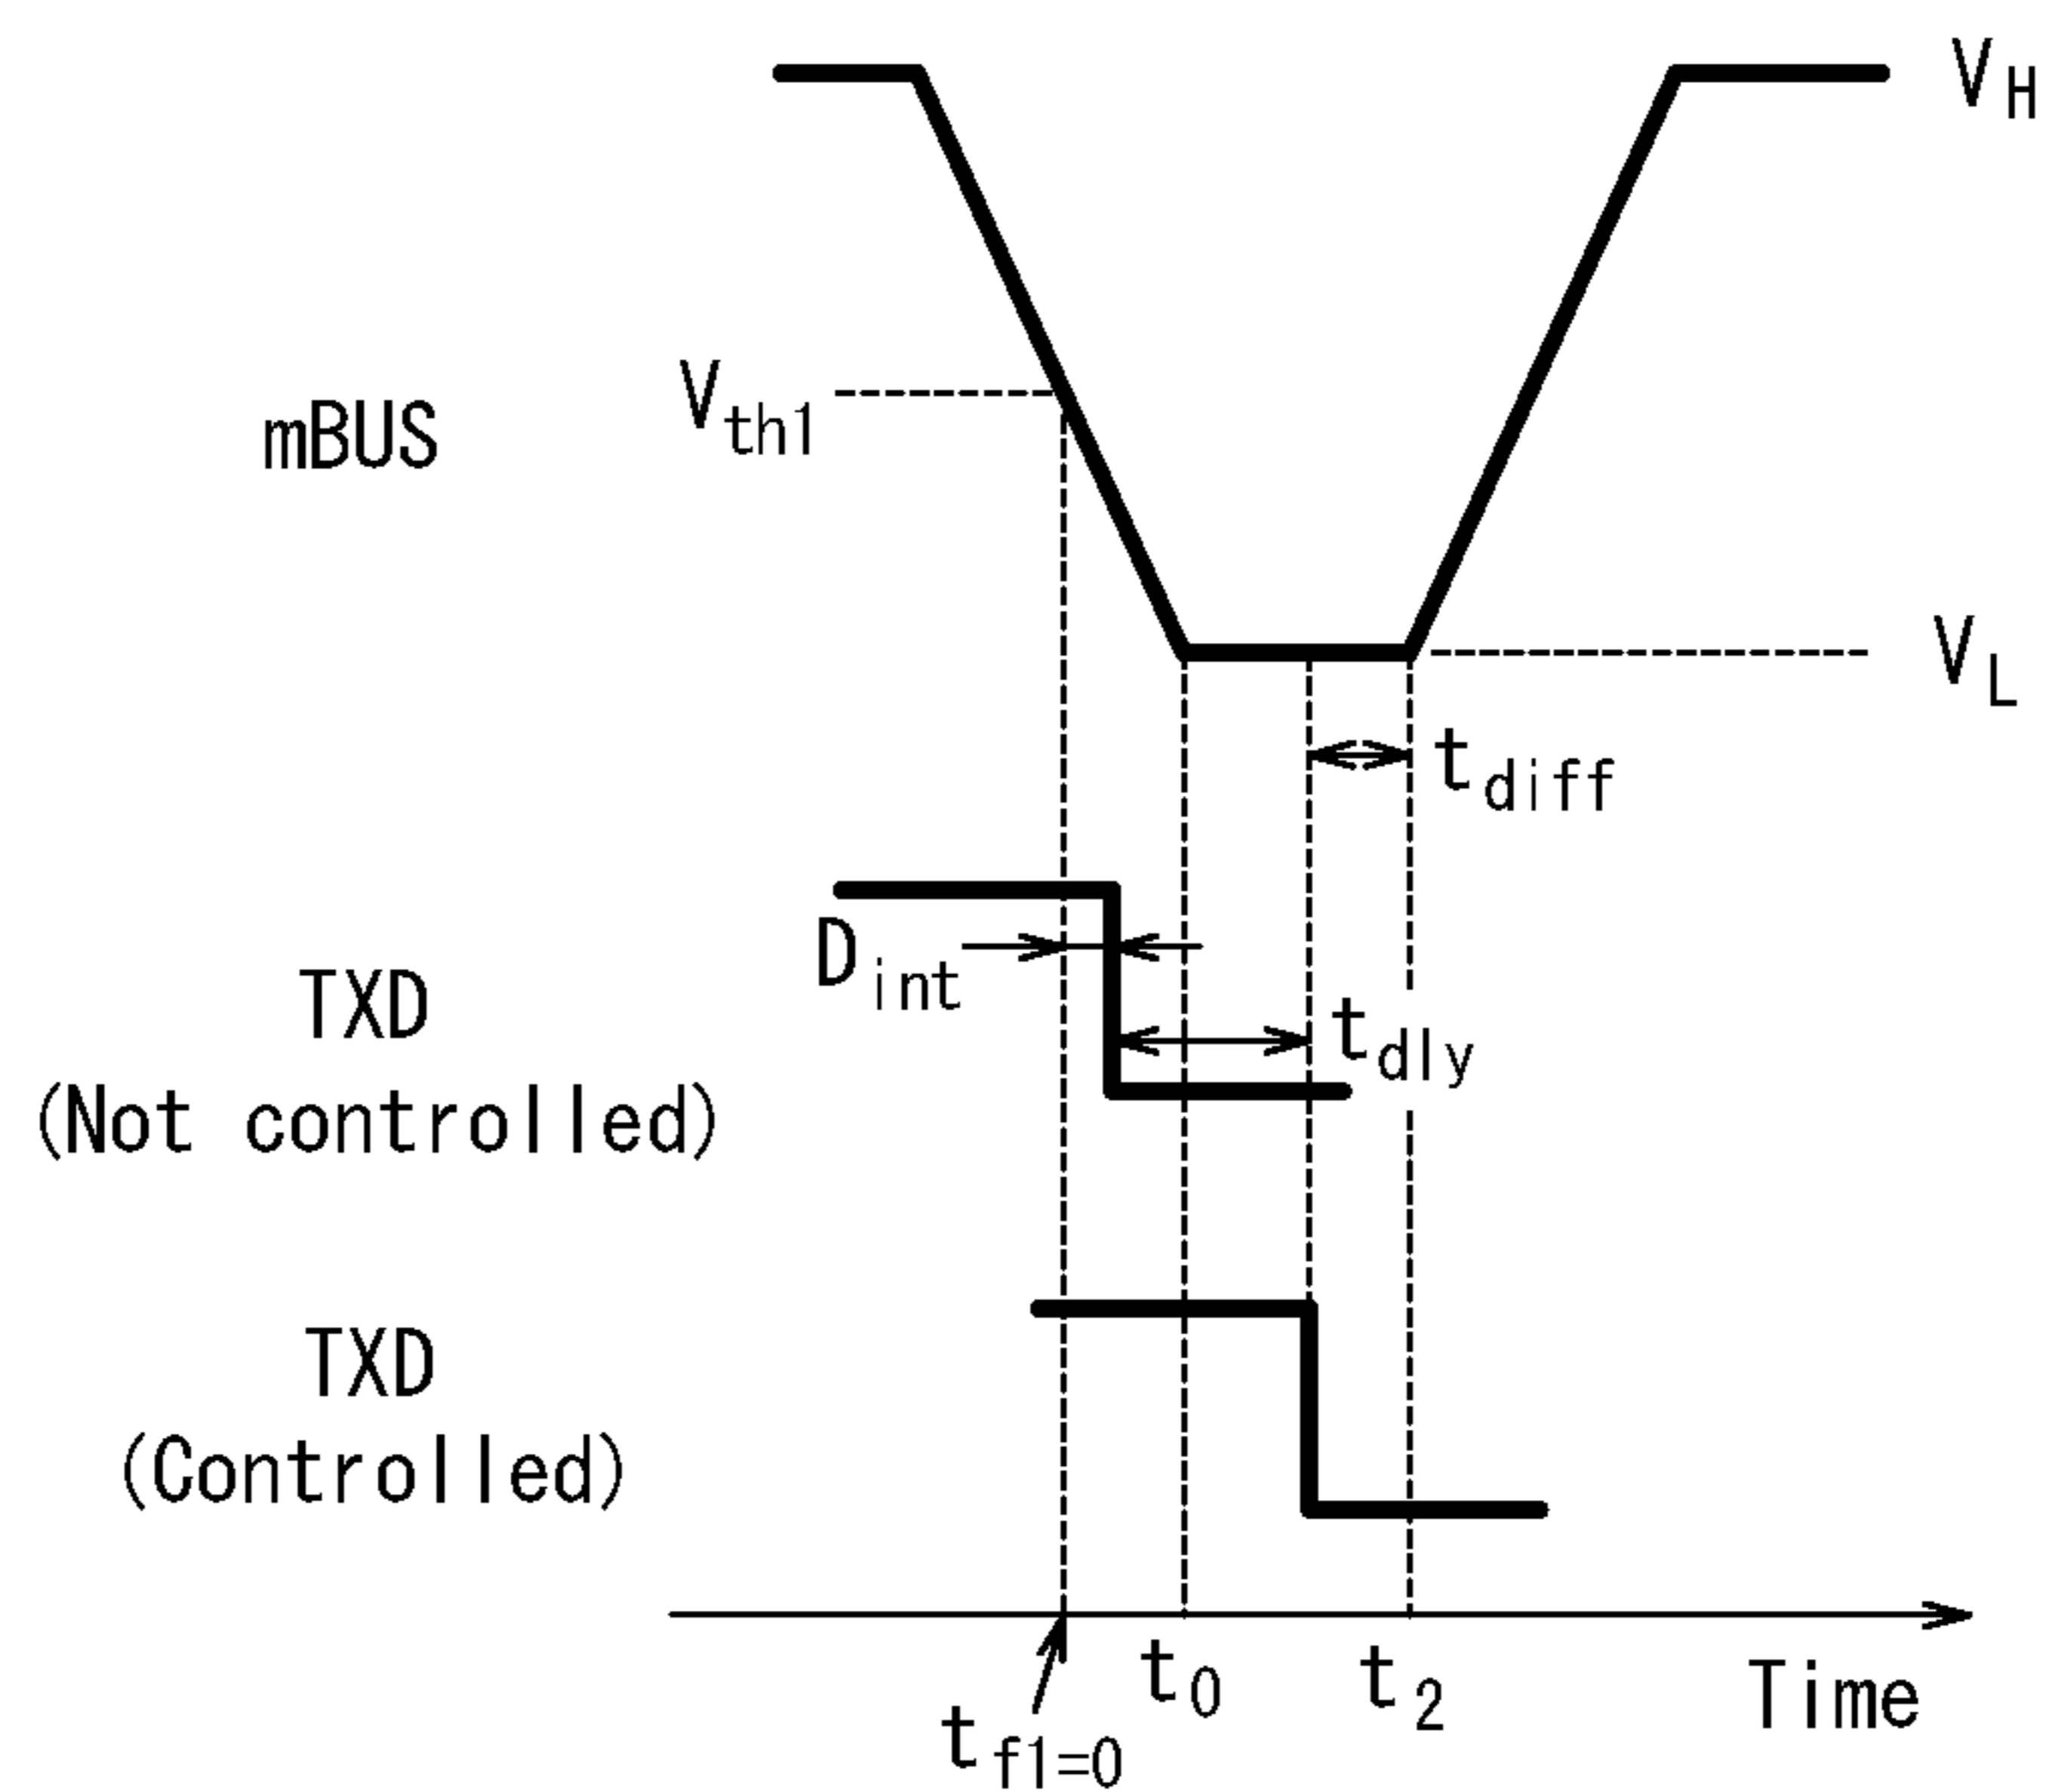 V_H
V_th1
mBUS
V_L
t_diff
D_int
TXD
(Not controlled)
t_dly
TXD
(Controlled)
t_0
t_2
Time
t_f1=0